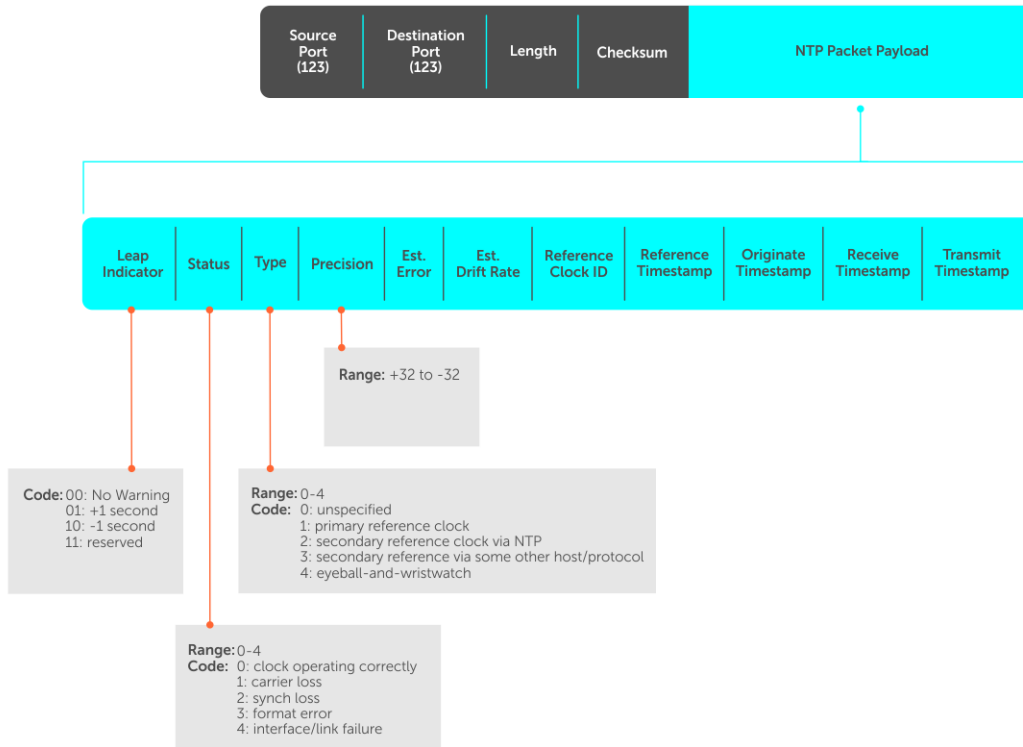 Source
Port
(123)
Destination
Port
(123)
Length
Checksum
NTP Packet Payload
Leap
Indicator
Status
Type
Precision
Est.
Error
Est.
Drift Rate
Reference
Clock ID
Reference
Timestamp
Originate
Timestamp
Receive
Timestamp
Transmit
Timestamp
Range: +32 to -32
Code: 00: No Warning
01: +1 second
10: -1 second
11: reserved
Range: 0-4
Code: 0: unspecified
1: primary reference clock
2: secondary reference clock via NTP
3: secondary reference via some other host/protocol
4: eyeball-and-wristwatch
Range: 0-4
Code: 0: clock operating correctly
1: carrier loss
2: synch loss
3: format error
4: interface/link failure